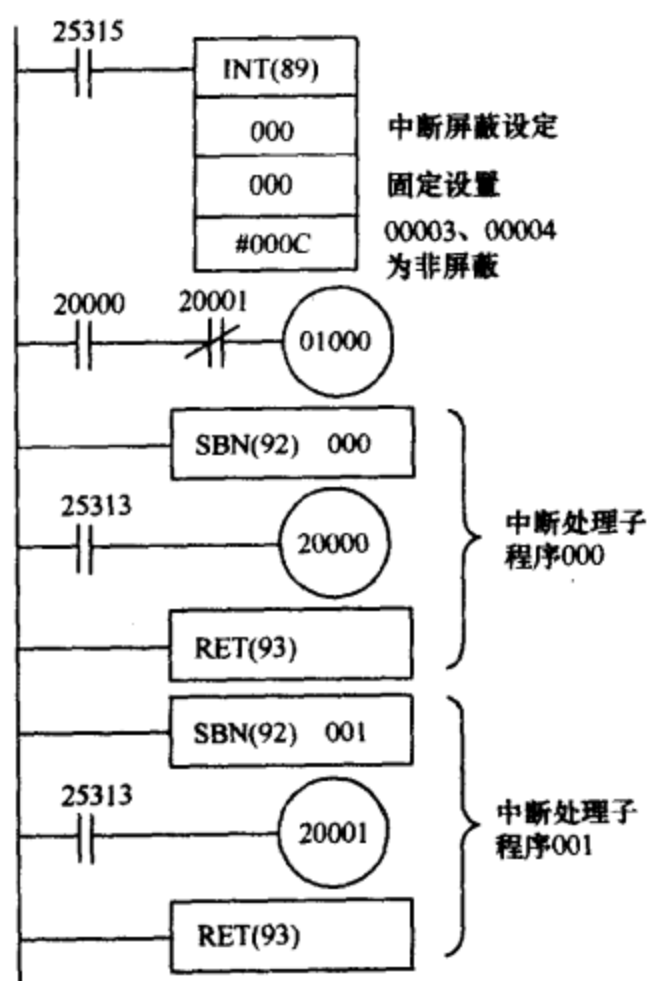 25315
INT(89)
000
中断屏蔽设定
000
固定设置
#000C
00003、00004
为非屏蔽
20000
20001
01000
SBN(92) 000
25313
20000
中断处理子
程序000
RET(93)
SBN(92) 001
25313
20001
中断处理子
程序001
RET(93)